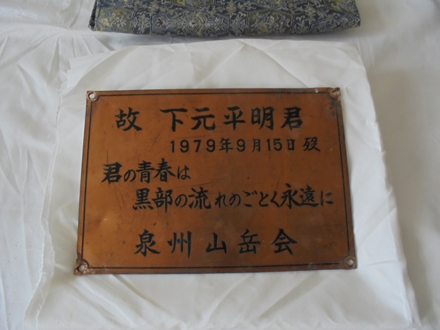 故 下元平明君
1979年9月15日 歿
君の青春は
黒部の流れのごとく永遠に
泉州山岳会